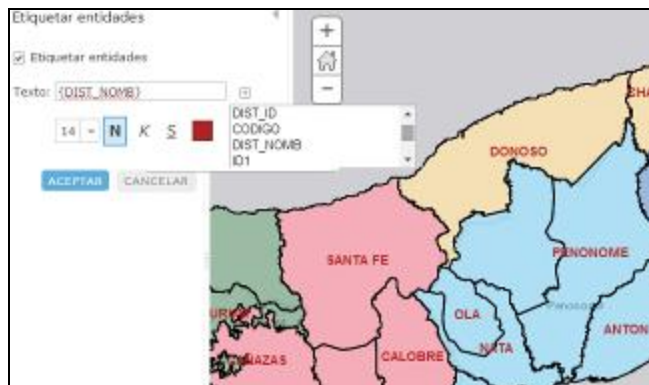 Etiquetar entidades
Etiquetar entidades
Texto: {DIST_NOMB}
14 N K S
DIST_ID
CODIGO
DIST_NOMB
ID1
ACEPTAR CANCELAR
DONOSO
SANTA FE
PENONOME
OLA
ANTON
CALOBRE
NATA